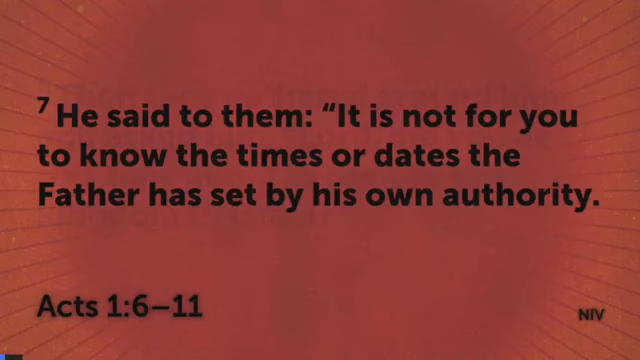 7 He said to them: “It is not for you
to know the times or dates the
Father has set by his own authority.
Acts 1:6–11
NIV